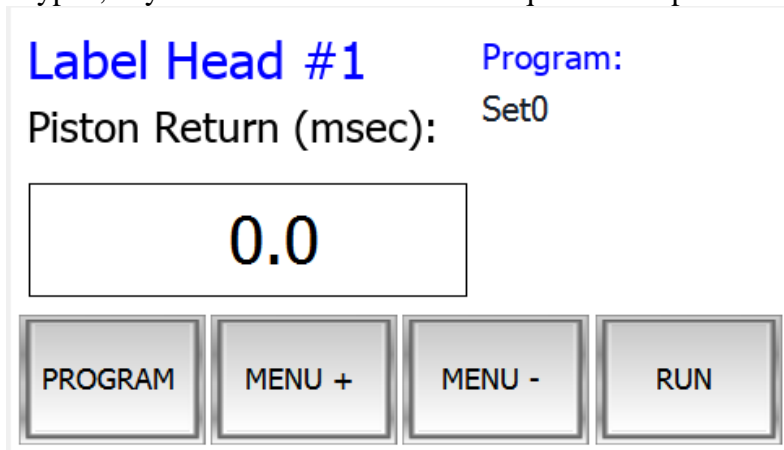 Label Head #1
Program:
Piston Return (msec):
Set0
0.0
PROGRAM MENU + MENU - RUN